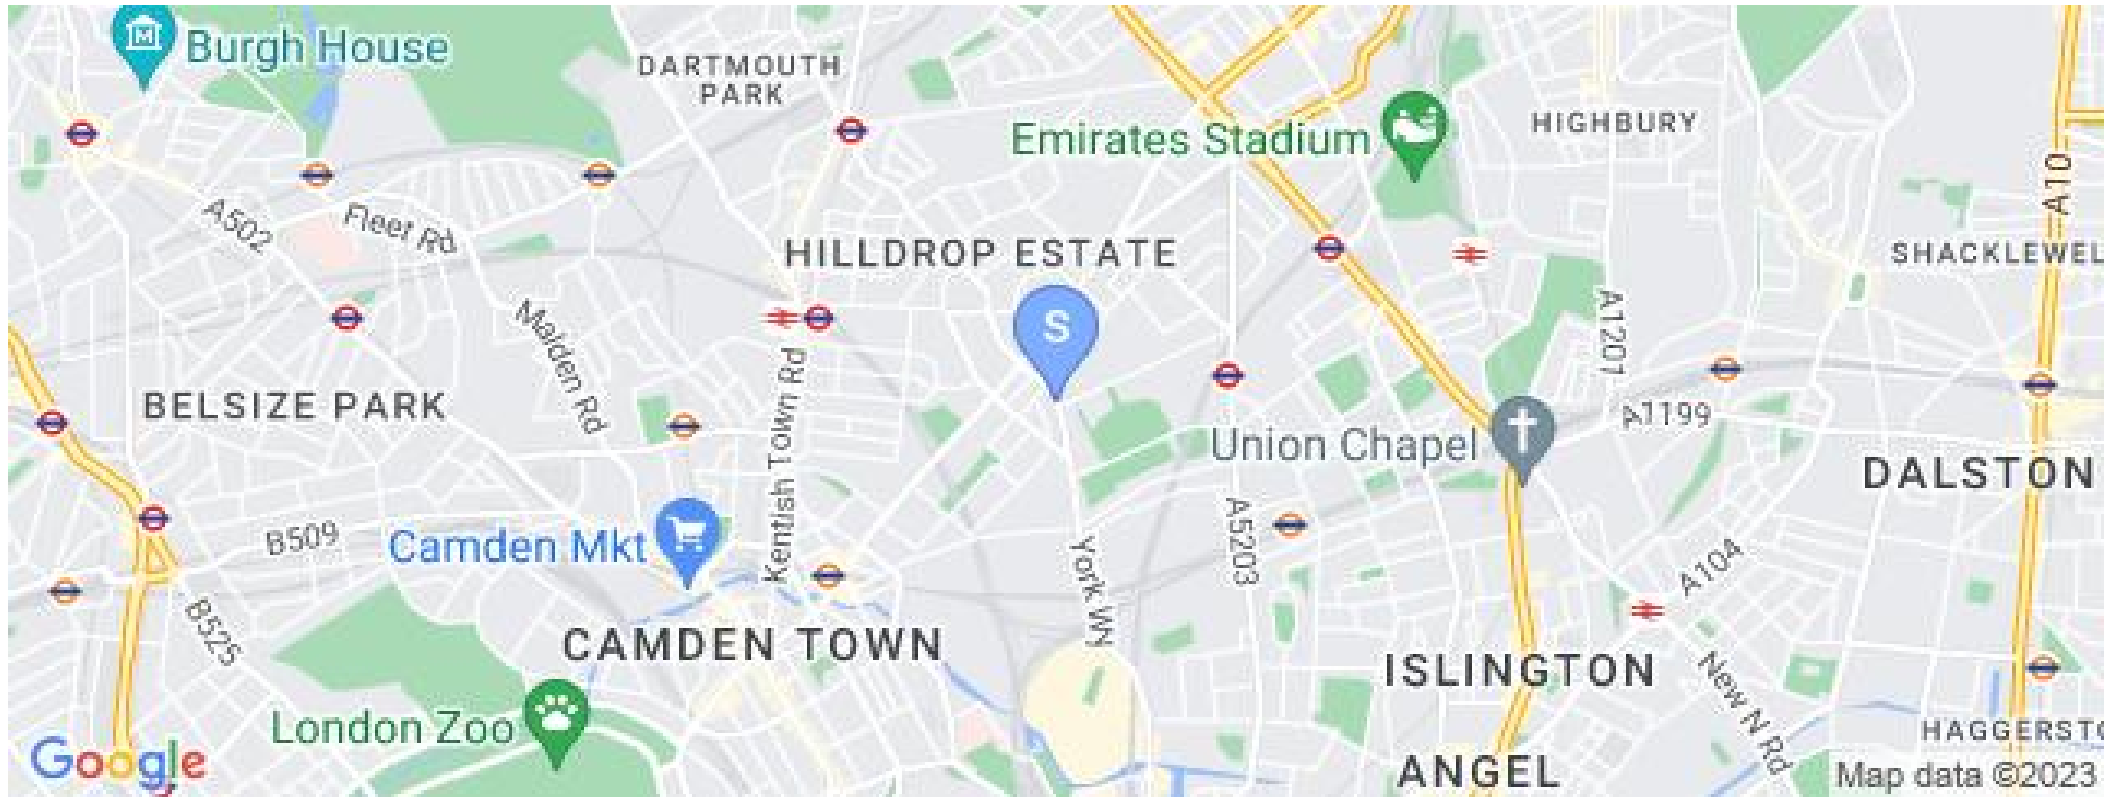 Burgh House
DARTMOUTH
PARK
Emirates Stadium
HIGHBURY
A10
A502
Fleet Rd
HILLDROP ESTATE
SHACKLEWEL
Maiden Rd
S
A1201
BELSIZE PARK
Kentish Town Rd
Union Chapel
A1199
DALSTON
B509
Camden Mkt
A5203
York Wy
A104
B525
CAMDEN TOWN
ISLINGTON
New N Rd
London Zoo
HAGGERSTO
Google
ANGEL
Map data ©2023